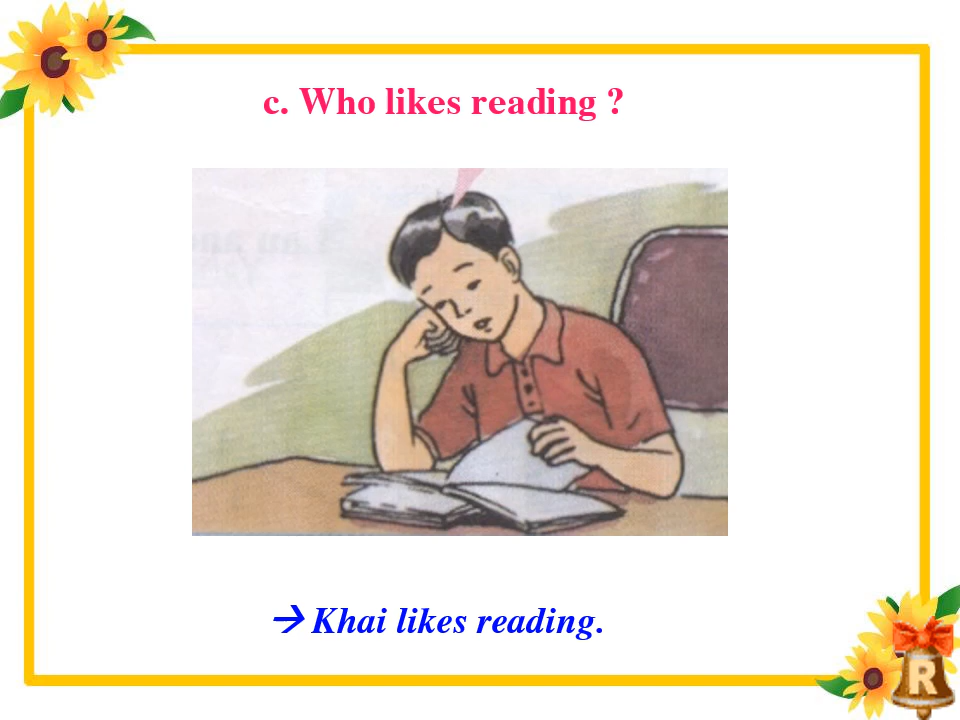 c. Who likes reading ?
→ Khai likes reading.
R